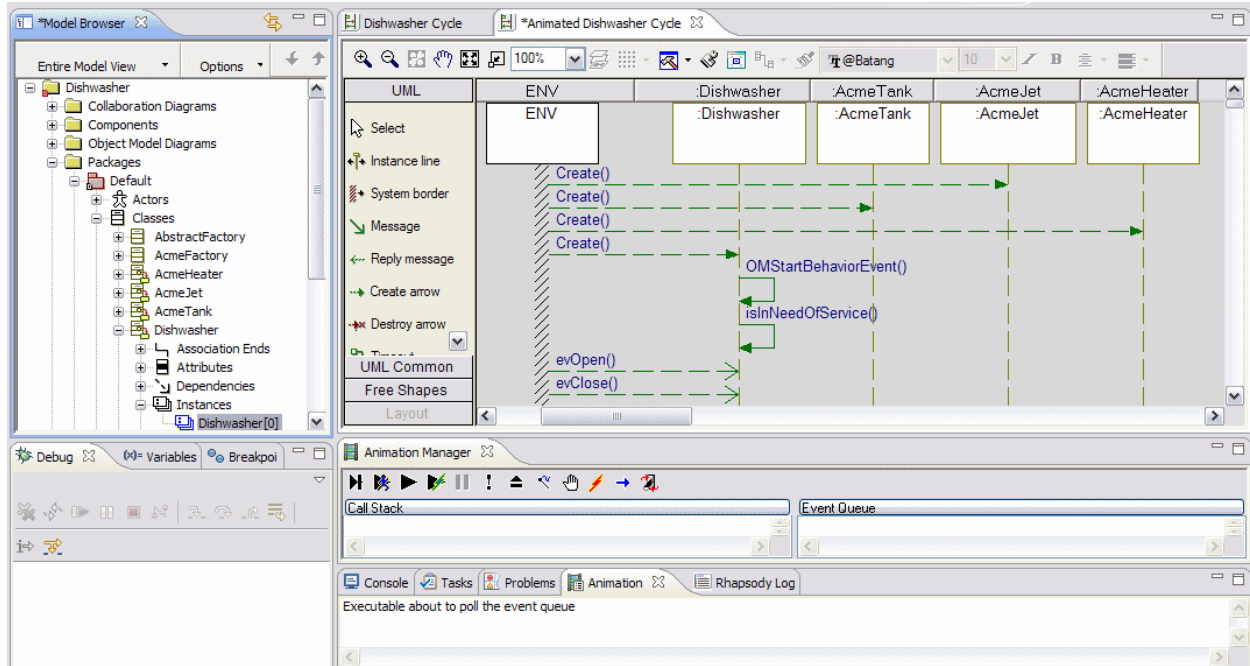 *Model Browser
Entire Model View Options
Dishwasher
Collaboration Diagrams
Components
Object Model Diagrams
Packages
Default
Actors
Classes
AbstractFactory
AcmeFactory
AcmeHeater
AcmeJet
AcmeTank
Dishwasher
Association Ends
Attributes
Dependencies
Instances
Dishwasher[0]
Dishwasher Cycle *Animated Dishwasher Cycle
100% @Batang 10 I B
UML
Select
Instance line
System border
Message
Reply message
Create arrow
Destroy arrow
Timeout
UML Common
Free Shapes
Layout
ENV :Dishwasher :AcmeTank :AcmeJet :AcmeHeater
ENV :Dishwasher :AcmeTank :AcmeJet :AcmeHeater
Create()
Create()
Create()
Create()
OMStartBehaviorEvent()
isInNeedOfService()
evOpen()
evClose()
Debug (x)= Variables Breakpoi
Animation Manager
Call Stack Event Queue
Console Tasks Problems Animation Rhapsody Log
Executable about to poll the event queue